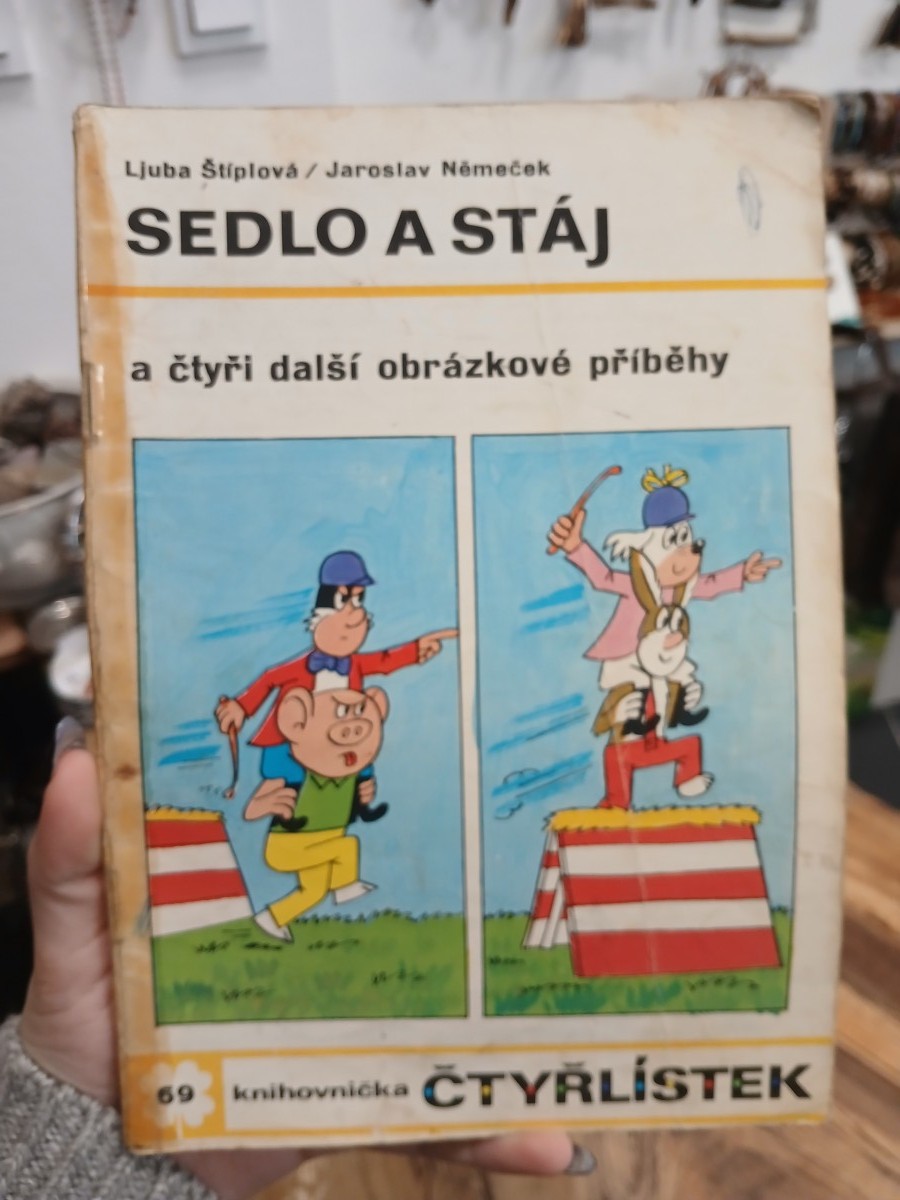 Ljuba Štíplová / Jaroslav Němeček
SEDLO A STÁJ
a čtyři další obrázkové příběhy
69 knihovnička ČTYŘLÍSTEK